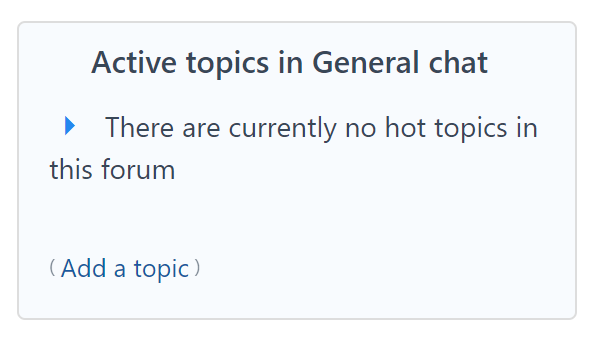 Active topics in General chat
There are currently no hot topics in
this forum
(Add a topic)